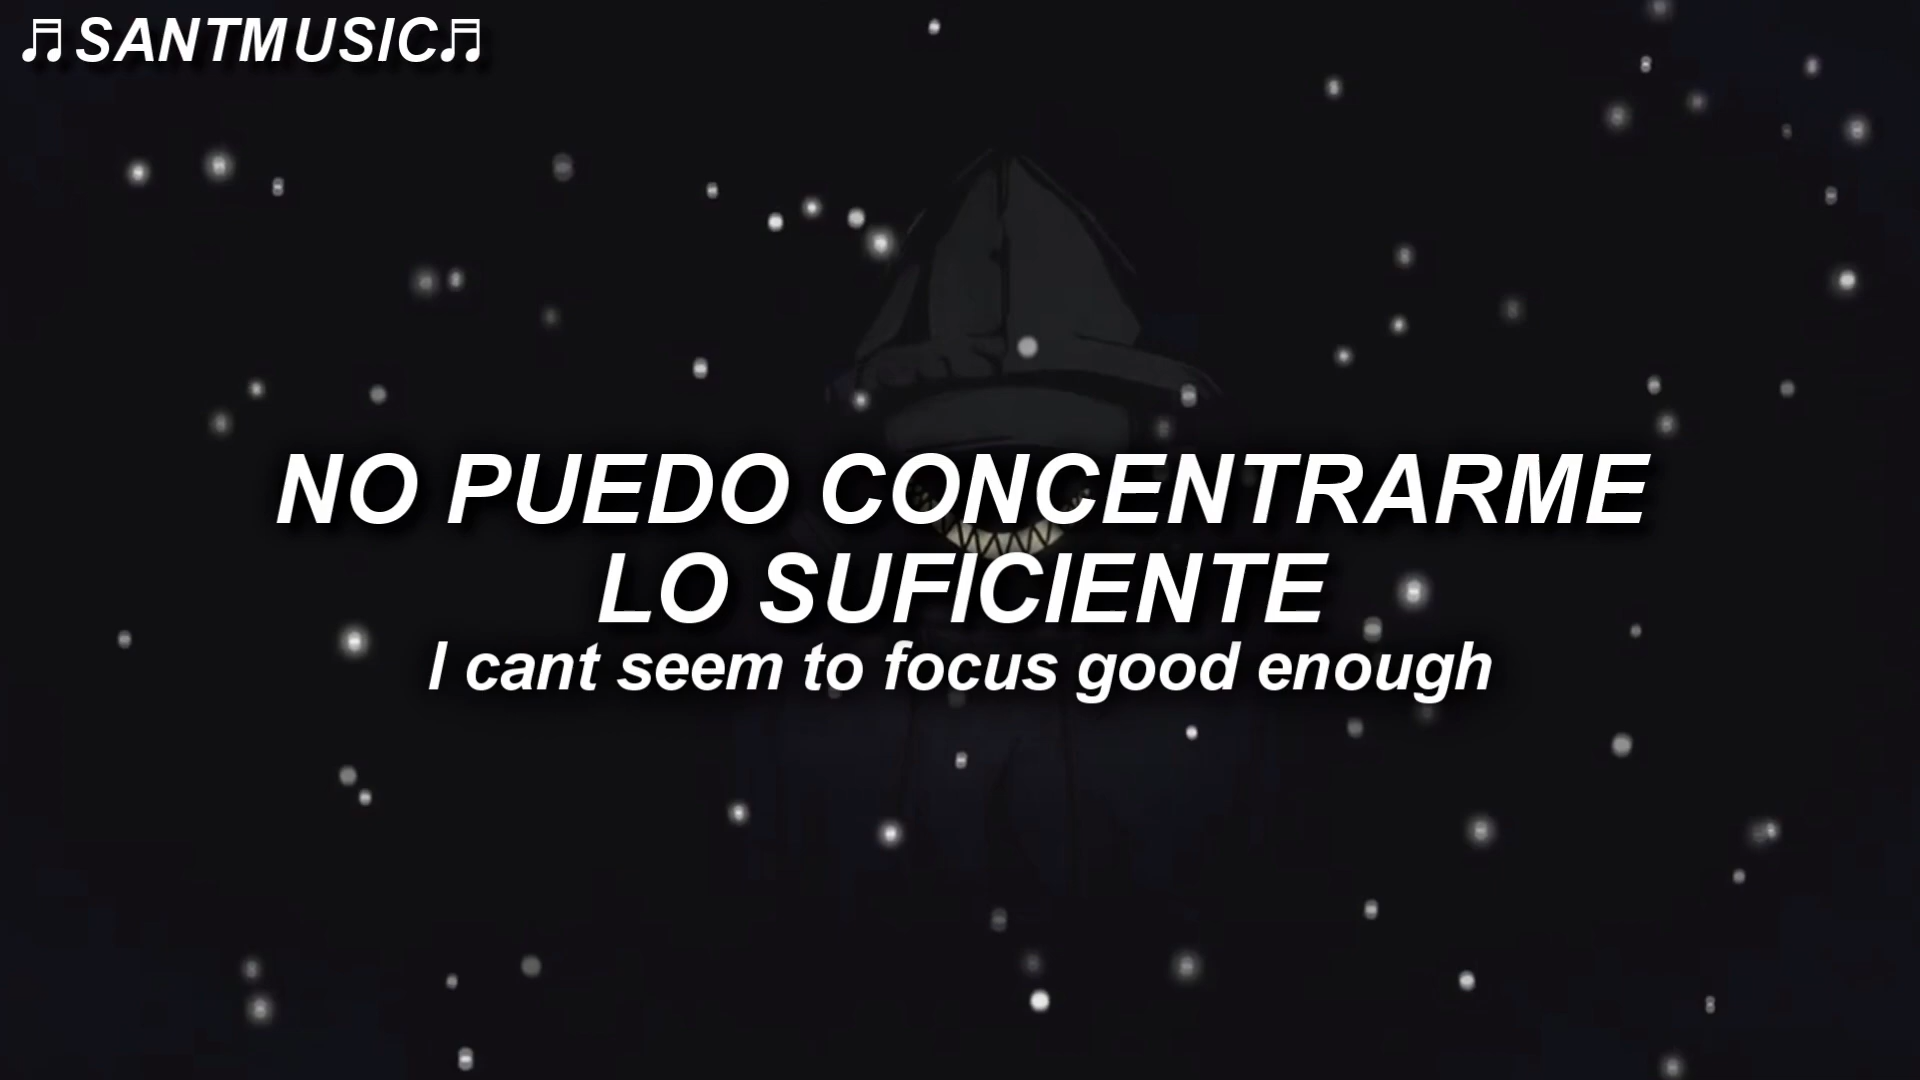 ♬SANTMUSIC♬
NO PUEDO CONCENTRARME
LO SUFICIENTE
I cant seem to focus good enough